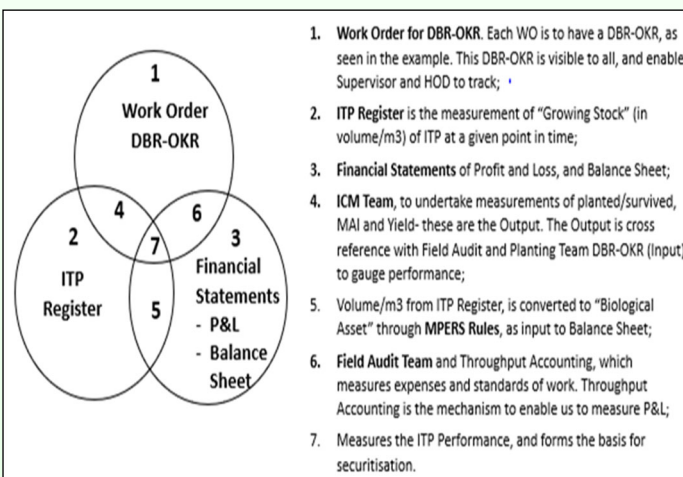 1
Work Order
DBR-OKR
4
6
7
2
ITP
Register
3
Financial
Statements
- P&L
- Balance
Sheet
5
1. Work Order for DBR-OKR. Each WO is to have a DBR-OKR, as
seen in the example. This DBR-OKR is visible to all, and enable
Supervisor and HOD to track;
2. ITP Register is the measurement of “Growing Stock” (in
volume/m3) of ITP at a given point in time;
3. Financial Statements of Profit and Loss, and Balance Sheet;
4. ICM Team, to undertake measurements of planted/survived,
MAI and Yield- these are the Output. The Output is cross
reference with Field Audit and Planting Team DBR-OKR (Input)
to gauge performance;
5. Volume/m3 from ITP Register, is converted to “Biological
Asset” through MPERS Rules, as input to Balance Sheet;
6. Field Audit Team and Throughput Accounting, which
measures expenses and standards of work. Throughput
Accounting is the mechanism to enable us to measure P&L;
7. Measures the ITP Performance, and forms the basis for
securitisation.